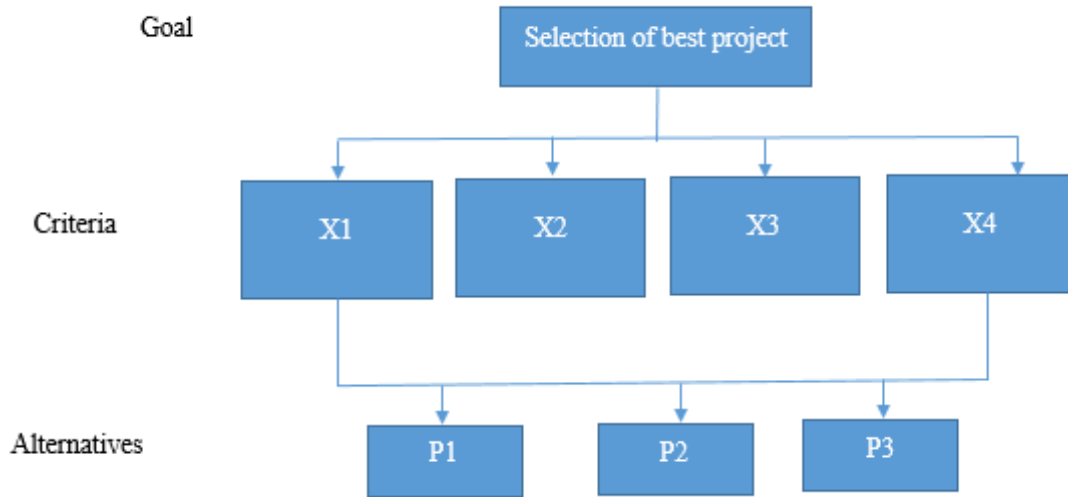 Goal
Selection of best project
Criteria
X1
X2
X3
X4
Alternatives
P1
P2
P3